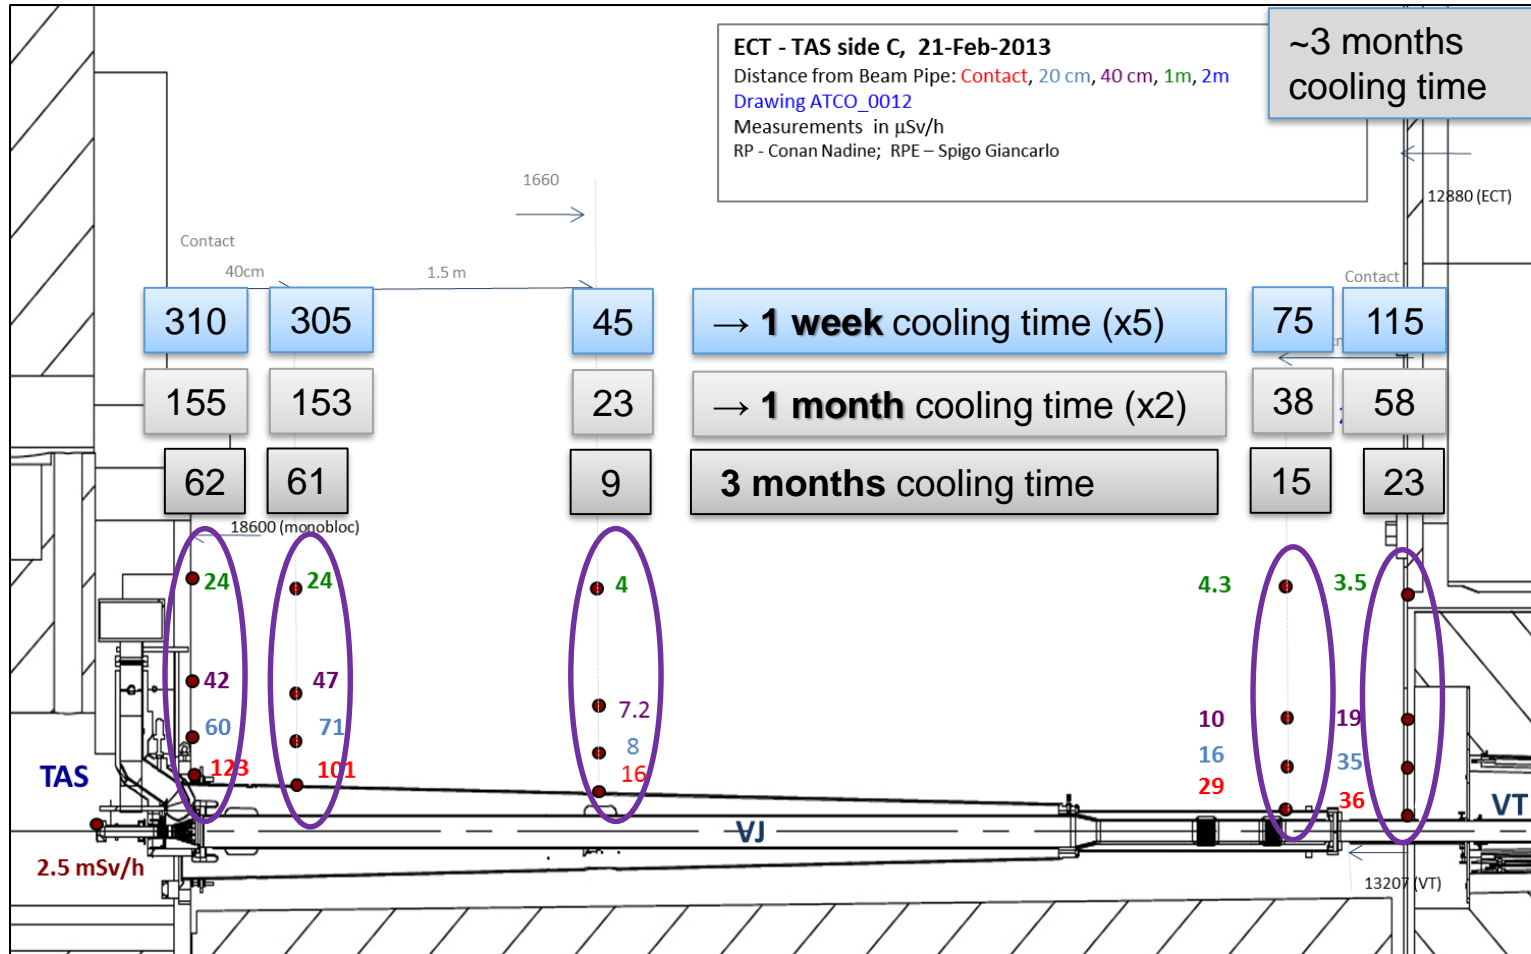 ECT - TAS side C, 21-Feb-2013
Distance from Beam Pipe: Contact, 20 cm, 40 cm, 1m, 2m
Drawing ATCO_0012
Measurements in µSv/h
RP - Conan Nadine; RPE – Spigo Giancarlo
~3 months
cooling time
1660
12880 (ECT)
Contact
40cm
1.5 m
Contact
310 305 45 → 1 week cooling time (x5) 75 115
155 153 23 → 1 month cooling time (x2) 38 58
62 61 9 3 months cooling time 15 23
18600 (monobloc)
24 24 4 4.3 3.5
42 47 7.2 10 19
60 71 8 16 35
123 101 16 29 36
TAS
VJ
VT
2.5 mSv/h
13207 (VT)